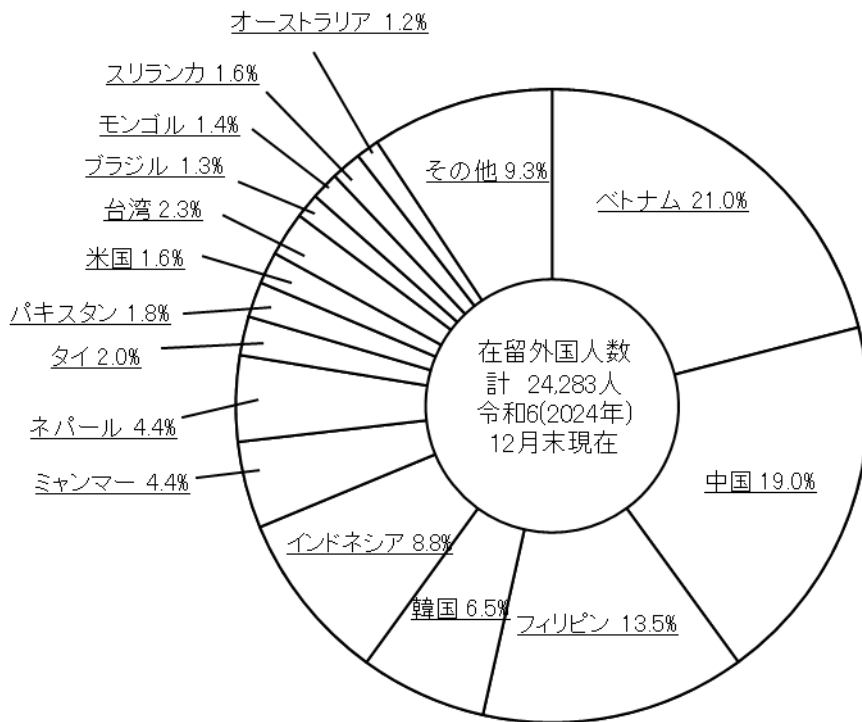 オーストラリア 1.2%
スリランカ 1.6%
モンゴル 1.4%
ブラジル 1.3%
台湾 2.3%
米国 1.6%
パキスタン 1.8%
タイ 2.0%
ネパール 4.4%
ミャンマー 4.4%
その他 9.3%
ベトナム 21.0%
在留外国人数
計 24,283人
令和6(2024年)
12月末現在
中国 19.0%
インドネシア 8.8%
韓国 6.5%
フィリピン 13.5%